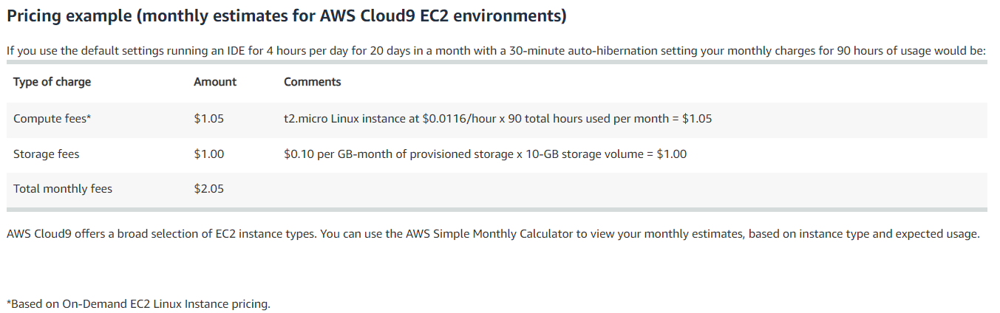 Pricing example (monthly estimates for AWS Cloud9 EC2 environments)
If you use the default settings running an IDE for 4 hours per day for 20 days in a month with a 30-minute auto-hibernation setting your monthly charges for 90 hours of usage would be:
Type of charge Amount Comments
Compute fees* $1.05 t2.micro Linux instance at $0.0116/hour x 90 total hours used per month = $1.05
Storage fees $1.00 $0.10 per GB-month of provisioned storage x 10-GB storage volume = $1.00
Total monthly fees $2.05
AWS Cloud9 offers a broad selection of EC2 instance types. You can use the AWS Simple Monthly Calculator to view your monthly estimates, based on instance type and expected usage.
*Based on On-Demand EC2 Linux Instance pricing.